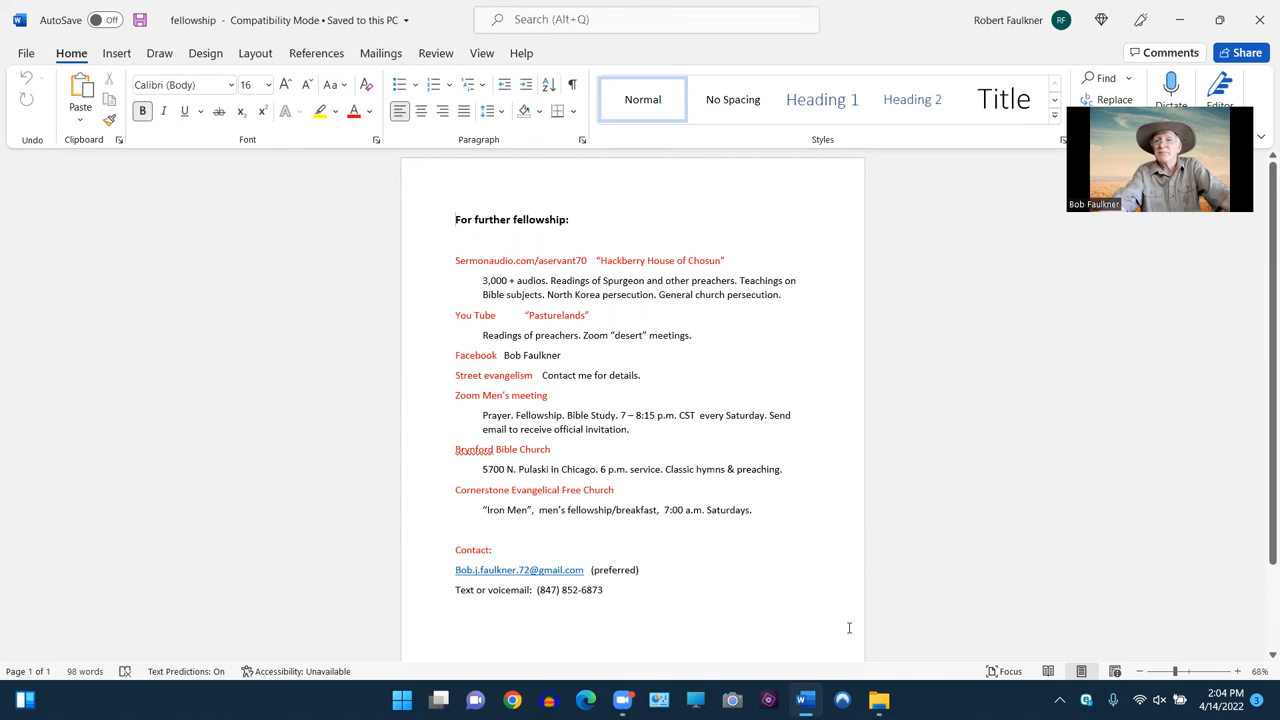 AutoSave Off fellowship - Compatibility Mode • Saved to this PC Search (Alt+Q) Robert Faulkner RF
File Home Insert Draw Design Layout References Mailings Review View Help Comments Share
Calibri (Body) 16 Aa Normal No Spacing Heading 1 Heading 2 Title Find
Paste Replace Dictate Editor
B I U ab x₂ x² A A
Undo Clipboard Font Paragraph Styles
Bob Faulkner
For further fellowship:
Sermonaudio.com/aservant70 “Hackberry House of Chosun”
3,000 + audios. Readings of Spurgeon and other preachers. Teachings on
Bible subjects. North Korea persecution. General church persecution.
You Tube “Pasturelands”
Readings of preachers. Zoom “desert” meetings.
Facebook Bob Faulkner
Street evangelism Contact me for details.
Zoom Men’s meeting
Prayer. Fellowship. Bible Study. 7 – 8:15 p.m. CST every Saturday. Send
email to receive official invitation.
Brynford Bible Church
5700 N. Pulaski in Chicago. 6 p.m. service. Classic hymns & preaching.
Cornerstone Evangelical Free Church
“Iron Men”, men’s fellowship/breakfast, 7:00 a.m. Saturdays.
Contact:
Bob.j.faulkner.72@gmail.com (preferred)
Text or voicemail: (847) 852-6873
Page 1 of 1 98 words Text Predictions: On Accessibility: Unavailable Focus 68%
2:04 PM
4/14/2022 3